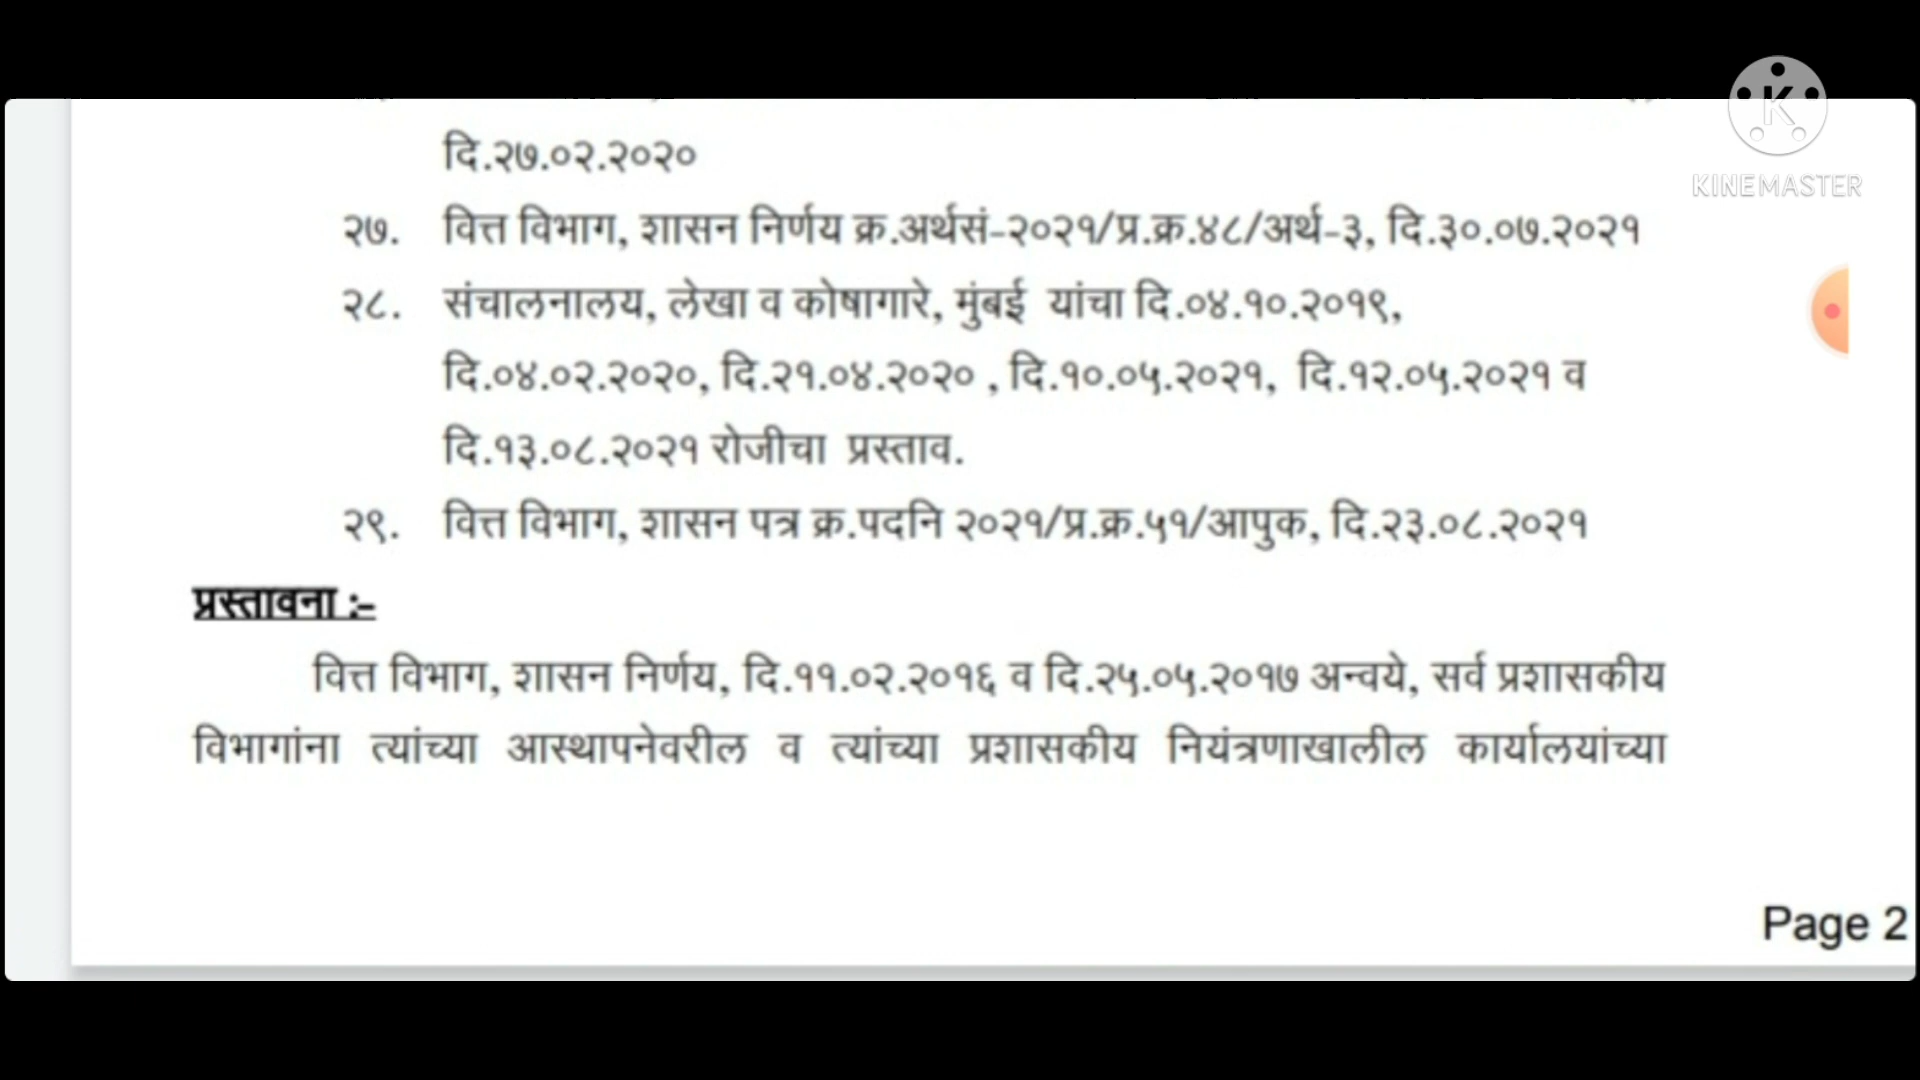 KINEMASTER
दि.२७.०२.२०२०
२७. वित्त विभाग, शासन निर्णय क्र.अर्थसं-२०२१/प्र.क्र.४८/अर्थ-३, दि.३०.०७.२०२१
२८. संचालनालय, लेखा व कोषागारे, मुंबई यांचा दि.०४.१०.२०१९,
दि.०४.०२.२०२०, दि.२१.०४.२०२० , दि.१०.०५.२०२१, दि.१२.०५.२०२१ व
दि.१३.०८.२०२१ रोजीचा प्रस्ताव.
२९. वित्त विभाग, शासन पत्र क्र.पदनि २०२१/प्र.क्र.५१/आपुक, दि.२३.०८.२०२१
प्रस्तावना :-
वित्त विभाग, शासन निर्णय, दि.११.०२.२०१६ व दि.२५.०५.२०१७ अन्वये, सर्व प्रशासकीय
विभागांना त्यांच्या आस्थापनेवरील व त्यांच्या प्रशासकीय नियंत्रणाखालील कार्यालयांच्या
Page 2